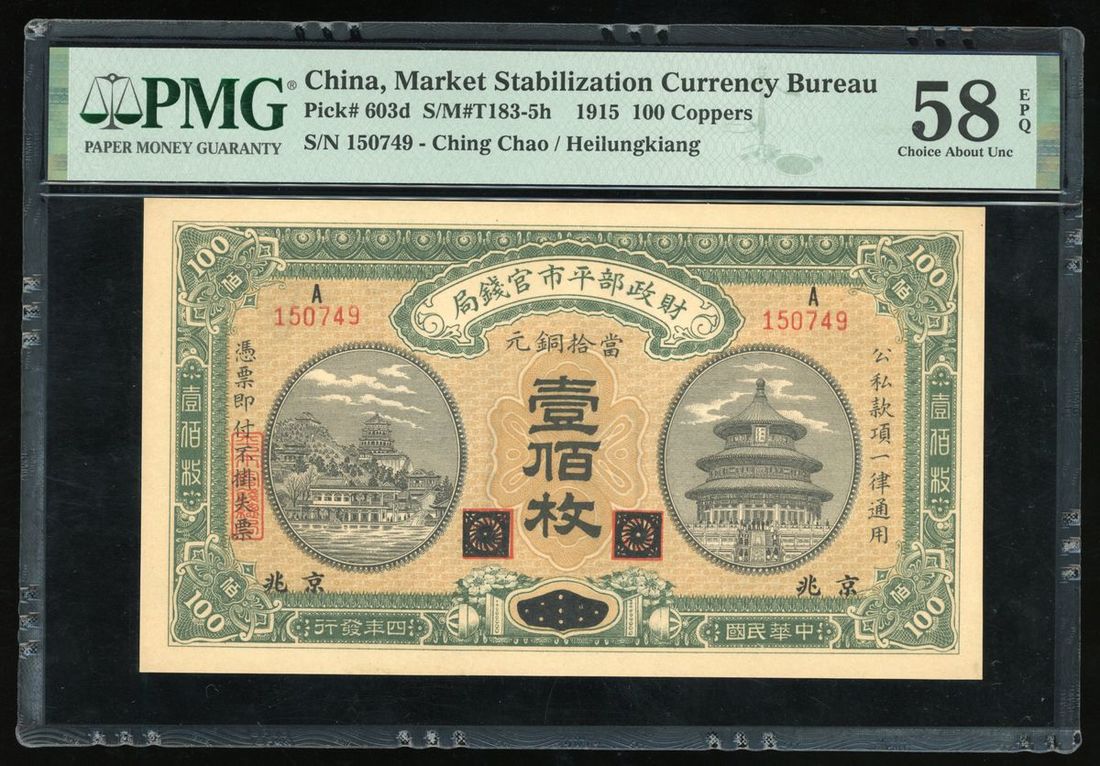 PMG®
PAPER MONEY GUARANTY
China, Market Stabilization Currency Bureau
Pick# 603d S/M#T183-5h 1915 100 Coppers
S/N 150749 - Ching Chao / Heilungkiang
58
EPQ
Choice About Unc
100
佰
100
佰
局錢官市平部政財
A
150749
A
150749
元銅拾當
壹佰枚
公私款項一律通用
憑票即付不掛失票
壹佰枚
壹佰枚
兆京
兆京
100
佰
100
佰
行發年四
國民華中